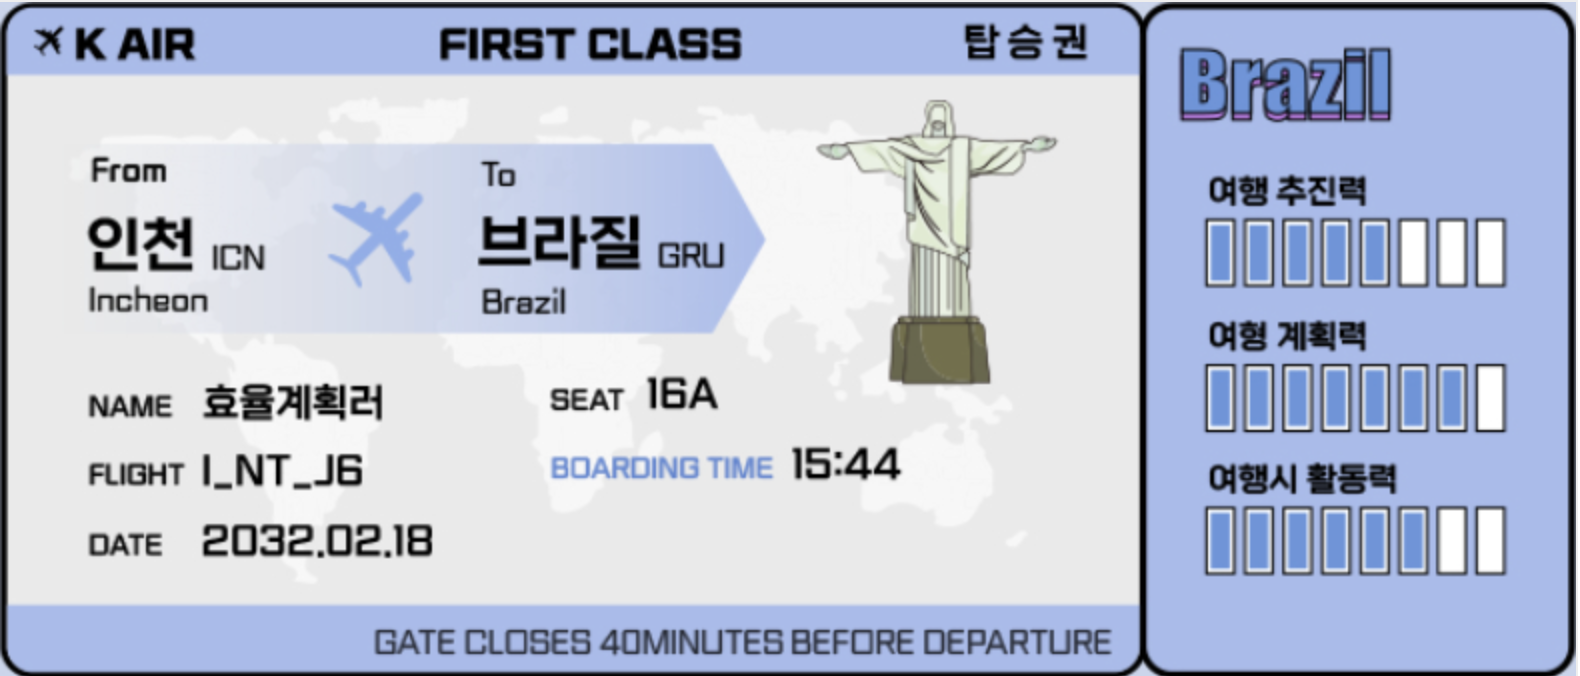 K AIR FIRST CLASS 탑승권
From
인천 ICN
Incheon
To
브라질 GRU
Brazil
NAME 효율계획러
SEAT 16A
FLIGHT I_NT_J6
BOARDING TIME 15:44
DATE 2032.02.18
GATE CLOSES 40MINUTES BEFORE DEPARTURE
Brazil
여행 추진력
여형 계획력
여행시 활동력